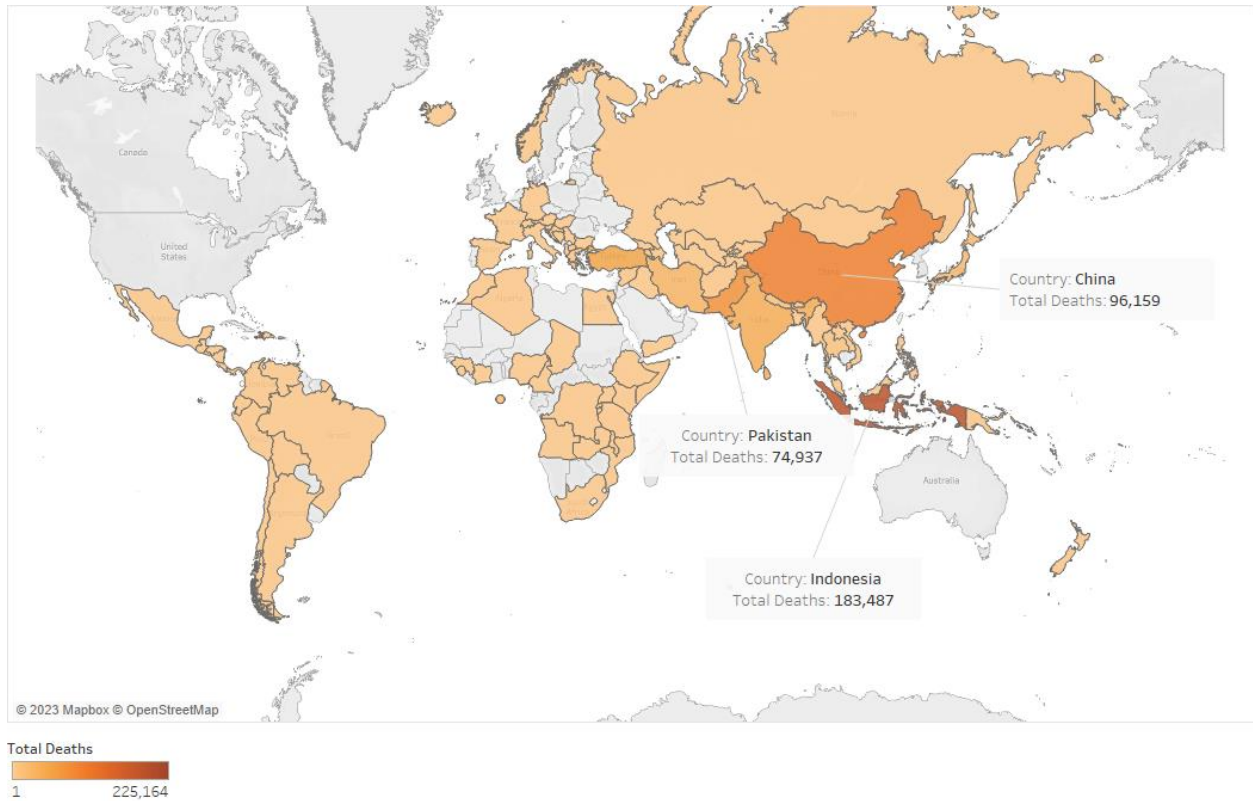 Canada
United
States
Country: China
Total Deaths: 96,159
Country: Pakistan
Total Deaths: 74,937
Australia
Country: Indonesia
Total Deaths: 183,487
© 2023 Mapbox © OpenStreetMap
Total Deaths
1 225,164